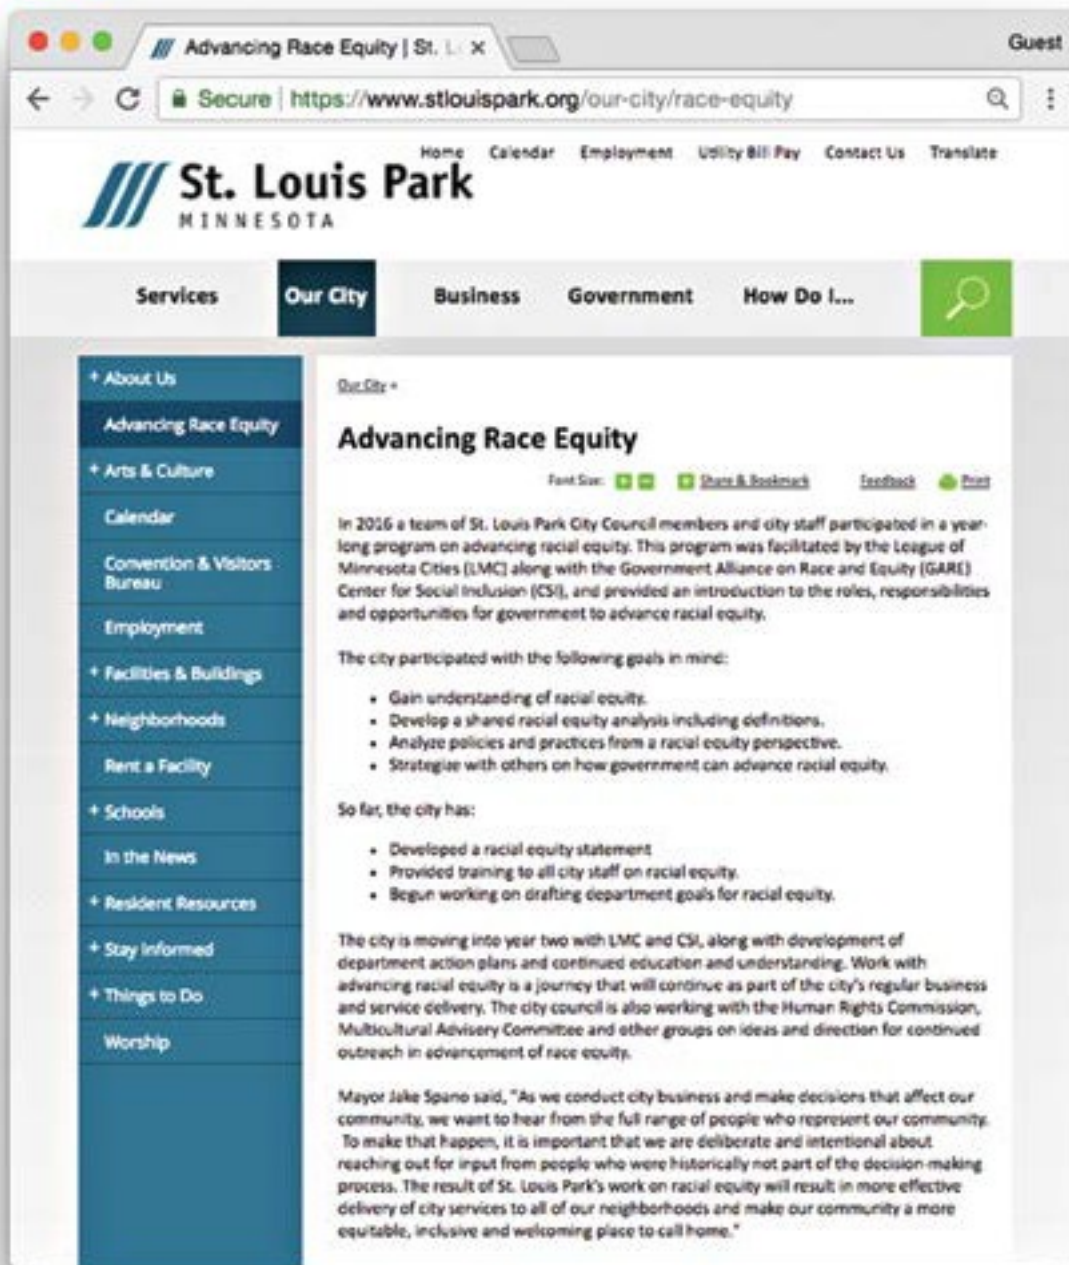 Advancing Race Equity | St. L
Guest
Secure | https://www.stlouispark.org/our-city/race-equity
Home Calendar Employment Utility Bill Pay Contact Us Translate
St. Louis Park
MINNESOTA
Services Our City Business Government How Do I...
+ About Us
Advancing Race Equity
+ Arts & Culture
Calendar
Convention & Visitors
Bureau
Employment
+ Facilities & Buildings
+ Neighborhoods
Rent a Facility
+ Schools
In the News
+ Resident Resources
+ Stay Informed
+ Things to Do
Worship
Our City »
Advancing Race Equity
Font Size: + - + Share & Bookmark Feedback Print
In 2016 a team of St. Louis Park City Council members and city staff participated in a year-
long program on advancing racial equity. This program was facilitated by the League of
Minnesota Cities (LMC) along with the Government Alliance on Race and Equity (GARE)
Center for Social Inclusion (CSI), and provided an introduction to the roles, responsibilities
and opportunities for government to advance racial equity.
The city participated with the following goals in mind:
• Gain understanding of racial equity.
• Develop a shared racial equity analysis including definitions.
• Analyze policies and practices from a racial equity perspective.
• Strategize with others on how government can advance racial equity.
So far, the city has:
• Developed a racial equity statement
• Provided training to all city staff on racial equity.
• Begun working on drafting department goals for racial equity.
The city is moving into year two with LMC and CSI, along with development of
department action plans and continued education and understanding. Work with
advancing racial equity is a journey that will continue as part of the city's regular business
and service delivery. The city council is also working with the Human Rights Commission,
Multicultural Advisory Committee and other groups on ideas and direction for continued
outreach in advancement of race equity.
Mayor Jake Spano said, "As we conduct city business and make decisions that affect our
community, we want to hear from the full range of people who represent our community.
To make that happen, it is important that we are deliberate and intentional about
reaching out for input from people who were historically not part of the decision-making
process. The result of St. Louis Park's work on racial equity will result in more effective
delivery of city services to all of our neighborhoods and make our community a more
equitable, inclusive and welcoming place to call home."